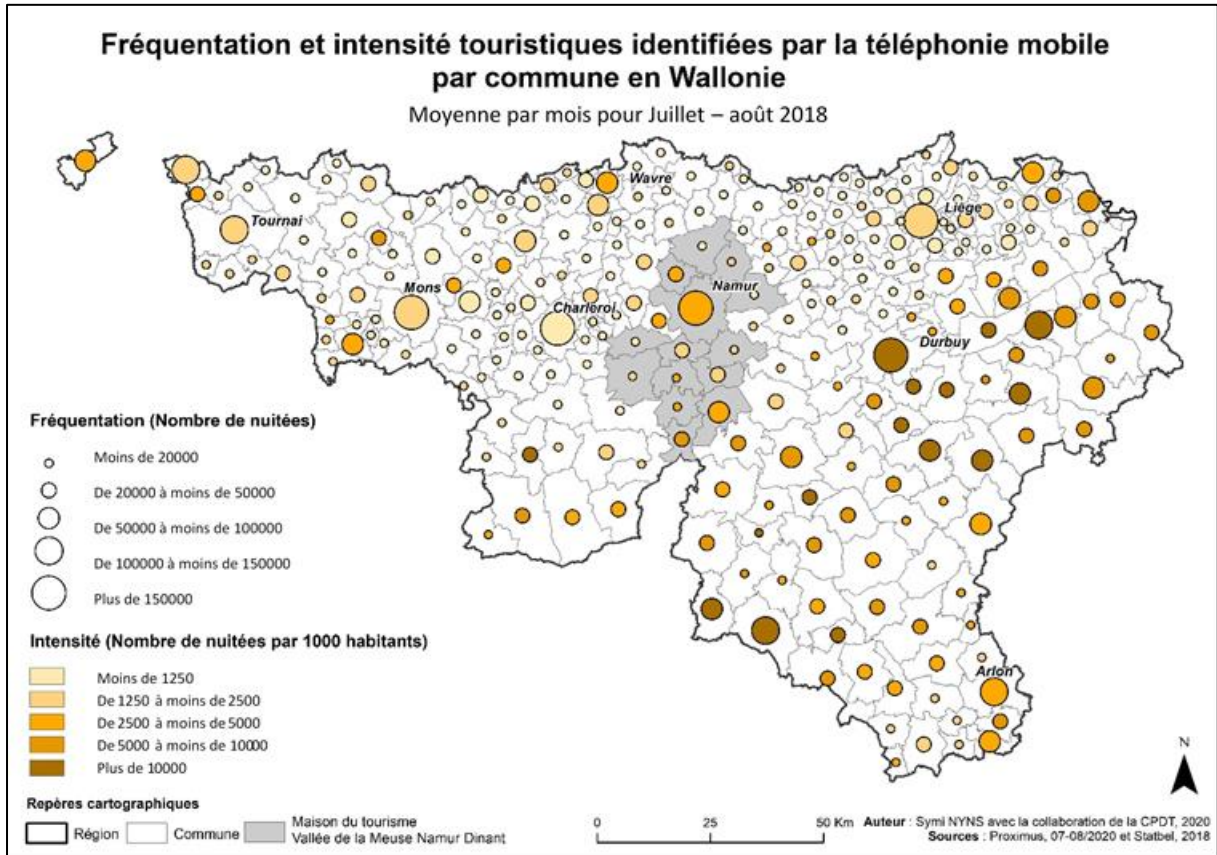 Fréquentation et intensité touristiques identifiées par la téléphonie mobile
par commune en Wallonie
Moyenne par mois pour Juillet – août 2018
Wavre
Liège
Tournai
Mons
Charleroi
Namur
Durbuy
Arlon
Fréquentation (Nombre de nuitées)
Moins de 20000
De 20000 à moins de 50000
De 50000 à moins de 100000
De 100000 à moins de 150000
Plus de 150000
Intensité (Nombre de nuitées par 1000 habitants)
Moins de 1250
De 1250 à moins de 2500
De 2500 à moins de 5000
De 5000 à moins de 10000
Plus de 10000
N
Repères cartographiques
Région
Commune
Maison du tourisme
Vallée de la Meuse Namur Dinant
0 25 50 Km
Auteur : Symi NYNS avec la collaboration de la CPDT, 2020
Sources : Proximus, 07-08/2020 et Statbel, 2018